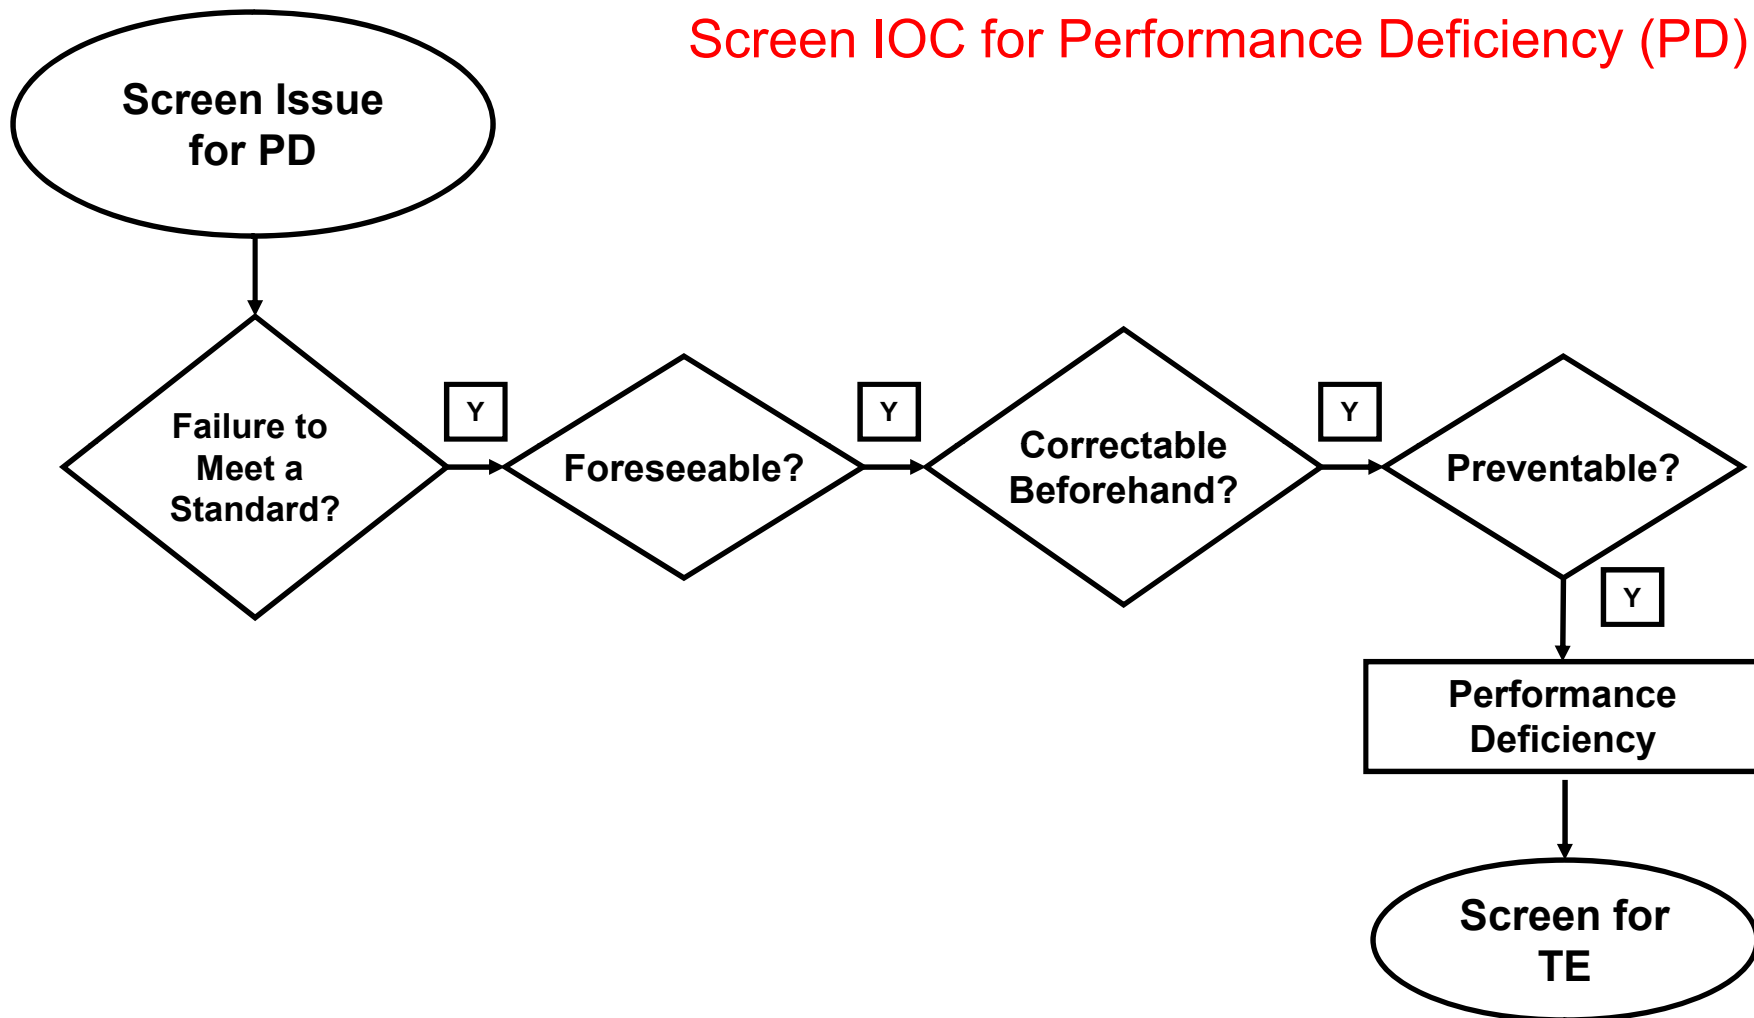 Screen IOC for Performance Deficiency (PD)
Screen Issue
for PD
Failure to
Meet a
Standard?
Y
Foreseeable?
Y
Correctable
Beforehand?
Y
Preventable?
Y
Performance
Deficiency
Screen for
TE